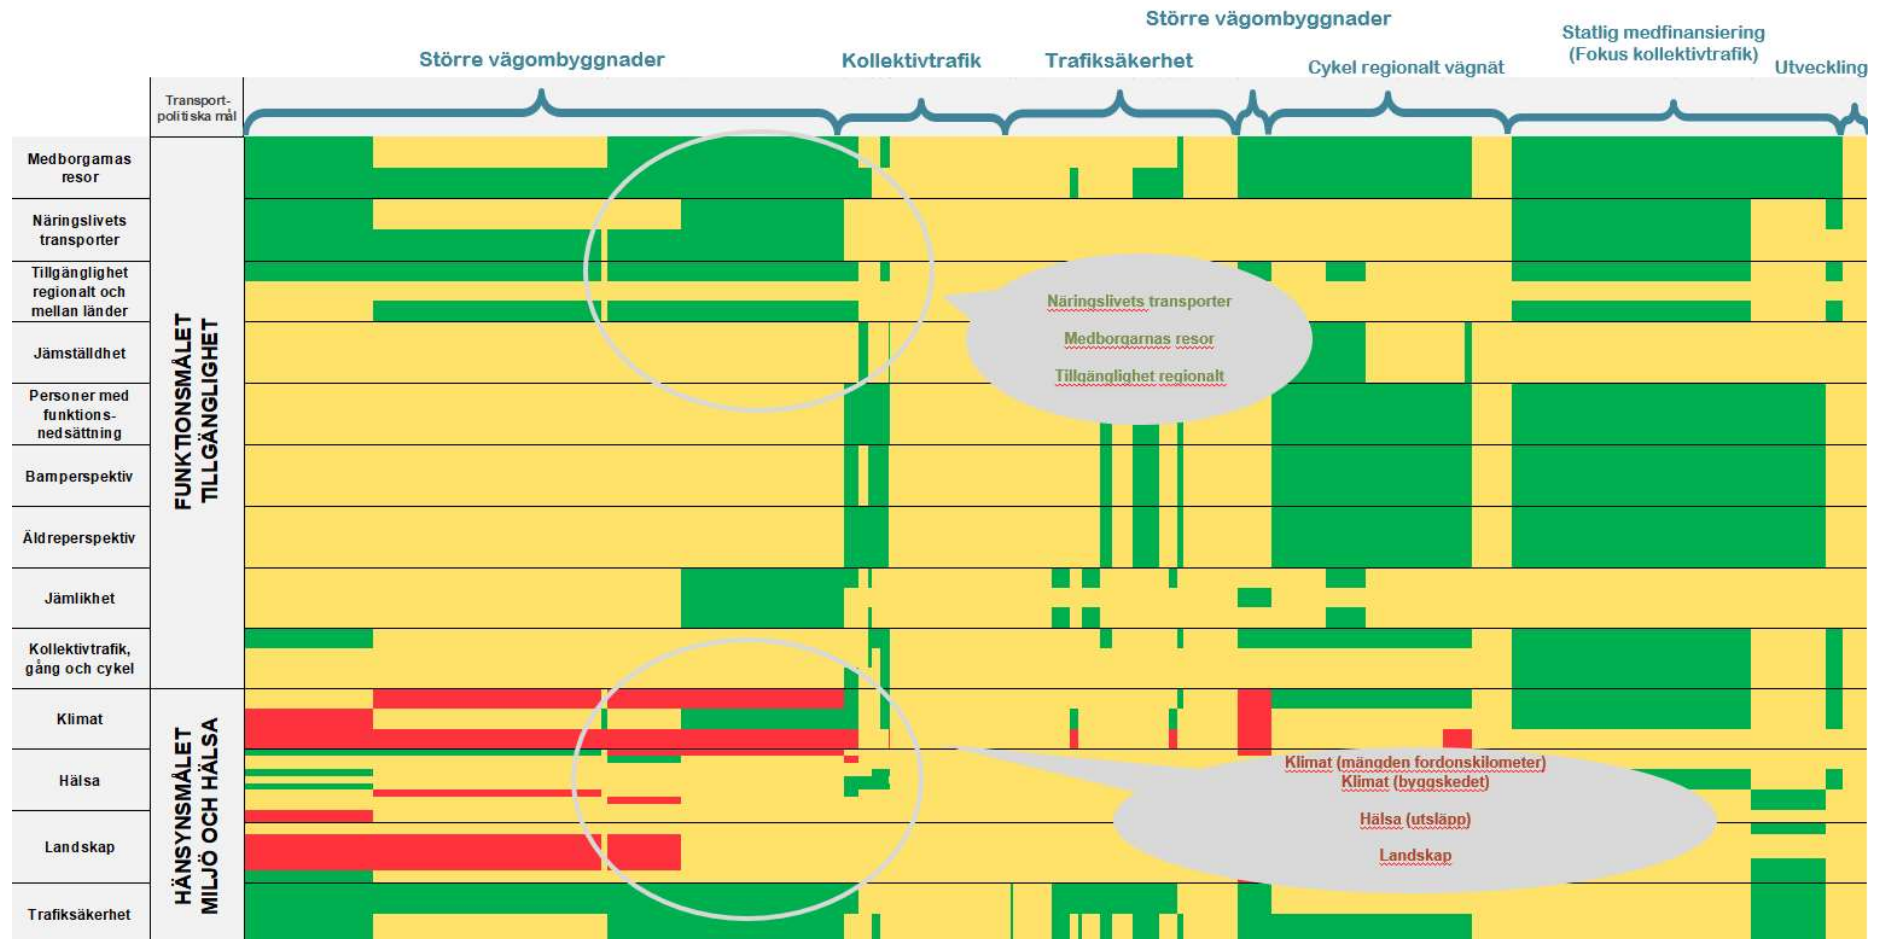 Större vägombyggnader
Statlig medfinansiering
(Fokus kollektivtrafik)
Större vägombyggnader
Kollektivtrafik
Trafiksäkerhet
Cykel regionalt vägnät
Utveckling
Transport-
politiska mål
Medborgarnas
resor
Näringslivets
transporter
Tillgänglighet
regionalt och
mellan länder
Jämställdhet
Personer med
funktions-
nedsättning
Barnperspektiv
Äldreperspektiv
Jämlikhet
Kollektivtrafik,
gång och cykel
Klimat
Hälsa
Landskap
Trafiksäkerhet
FUNKTIONSMÅLET
TILLGÄNGLIGHET
HÄNSYNSMÅLET
MILJÖ OCH HÄLSA
Näringslivets transporter
Medborgarnas resor
Tillgänglighet regionalt
Klimat (mängden fordonskilometer)
Klimat (byggskedet)
Hälsa (utsläpp)
Landskap